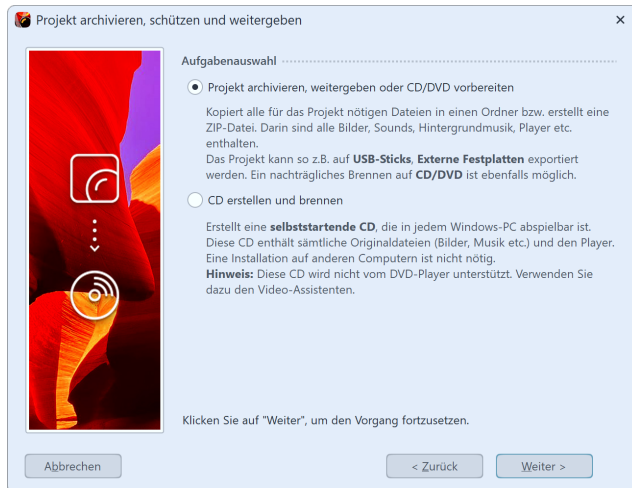 Projekt archivieren, schützen und weitergeben
Aufgabenauswahl
Projekt archivieren, weitergeben oder CD/DVD vorbereiten
Kopiert alle für das Projekt nötigen Dateien in einen Ordner bzw. erstellt eine
ZIP-Datei. Darin sind alle Bilder, Sounds, Hintergrundmusik, Player etc.
enthalten.
Das Projekt kann so z.B. auf USB-Sticks, Externe Festplatten exportiert
werden. Ein nachträgliches Brennen auf CD/DVD ist ebenfalls möglich.
CD erstellen und brennen
Erstellt eine selbststartende CD, die in jedem Windows-PC abspielbar ist.
Diese CD enthält sämtliche Originaldateien (Bilder, Musik etc.) und den Player.
Eine Installation auf anderen Computern ist nicht nötig.
Hinweis: Diese CD wird nicht vom DVD-Player unterstützt. Verwenden Sie
dazu den Video-Assistenten.
Klicken Sie auf "Weiter", um den Vorgang fortzusetzen.
Abbrechen
< Zurück
Weiter >